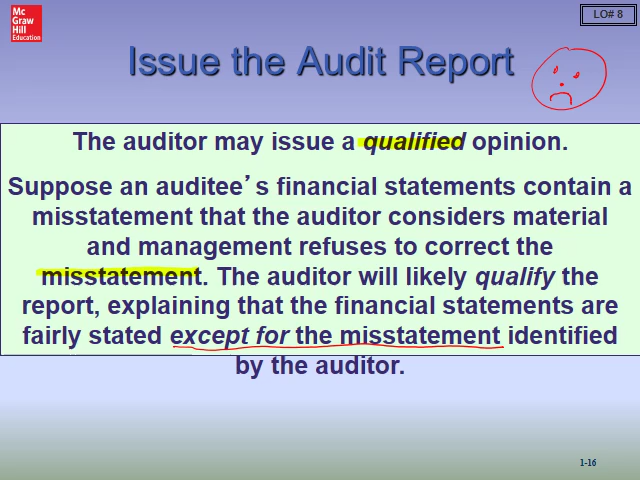 Mc
Graw
Hill
Education
LO# 8
Issue the Audit Report
The auditor may issue a qualified opinion.
Suppose an auditee’s financial statements contain a
misstatement that the auditor considers material
and management refuses to correct the
misstatement. The auditor will likely qualify the
report, explaining that the financial statements are
fairly stated except for the misstatement identified
by the auditor.
1-16